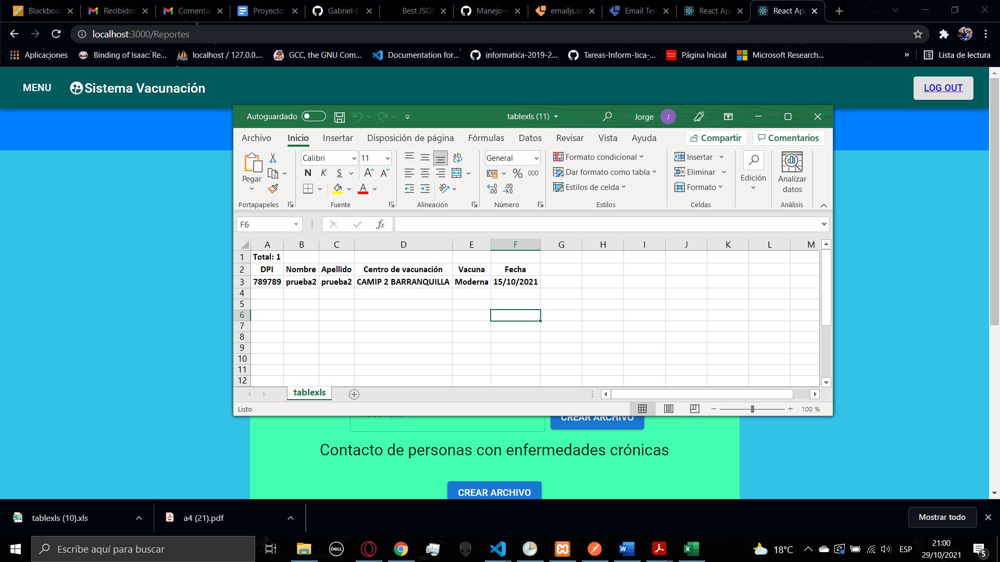 Blackboar
Recibidos
Comentar
Proyecto
Gabriel-L
Best JSON
Manejo-c
emailjs.se
Email Tem
React Ap
React Ap
localhost:3000/Reportes
Aplicaciones
Binding of Isaac: Re...
localhost / 127.0.0....
GCC, the GNU Com...
Documentation for...
informatica-2019-2...
Tareas-Inform-tica-...
Página Inicial
Microsoft Research...
»
Lista de lectura
MENU
Sistema Vacunación
LOG OUT
Autoguardado
tablexls (11)
Jorge
J
Archivo
Inicio
Insertar
Disposición de página
Fórmulas
Datos
Revisar
Vista
Ayuda
Compartir
Comentarios
Pegar
Portapapeles
Calibri
11
N K S
A A
A
Fuente
ab
Alineación
General
% 000
Número
Formato condicional
Dar formato como tabla
Estilos de celda
Estilos
Insertar
Eliminar
Formato
Celdas
Edición
Analizar
datos
Análisis
F6
fx
A B C D E F G H I J K L M
1 Total: 1
2 DPI Nombre Apellido Centro de vacunación Vacuna Fecha
3 789789 prueba2 prueba2 CAMIP 2 BARRANQUILLA Moderna 15/10/2021
4
5
6
7
8
9
10
11
12
tablexls
Listo
100 %
CREAR ARCHIVO
Contacto de personas con enfermedades crónicas
CREAR ARCHIVO
tablexls (10).xls
a4 (21).pdf
Mostrar todo
Escribe aquí para buscar
DELL
18°C
ESP
21:00
29/10/2021
5